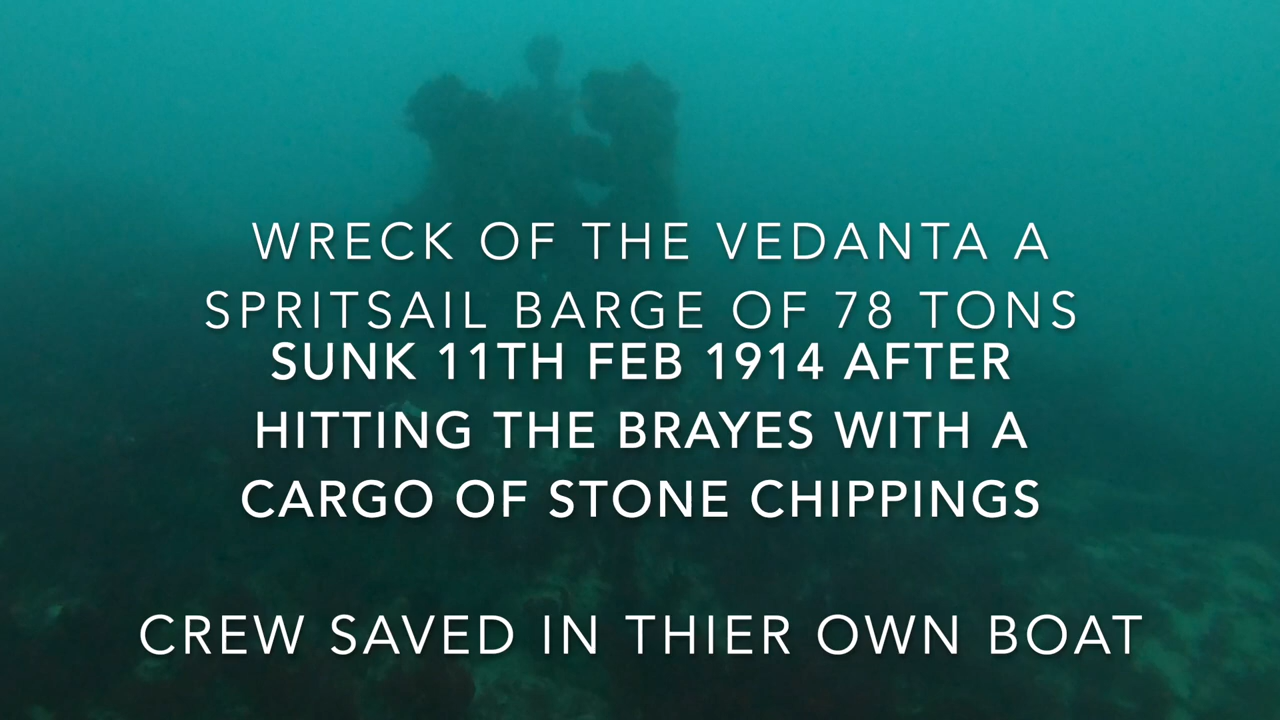 WRECK OF THE VEDANTA A
SPRITSAIL BARGE OF 78 TONS
SUNK 11TH FEB 1914 AFTER
HITTING THE BRAYES WITH A
CARGO OF STONE CHIPPINGS
CREW SAVED IN THIER OWN BOAT